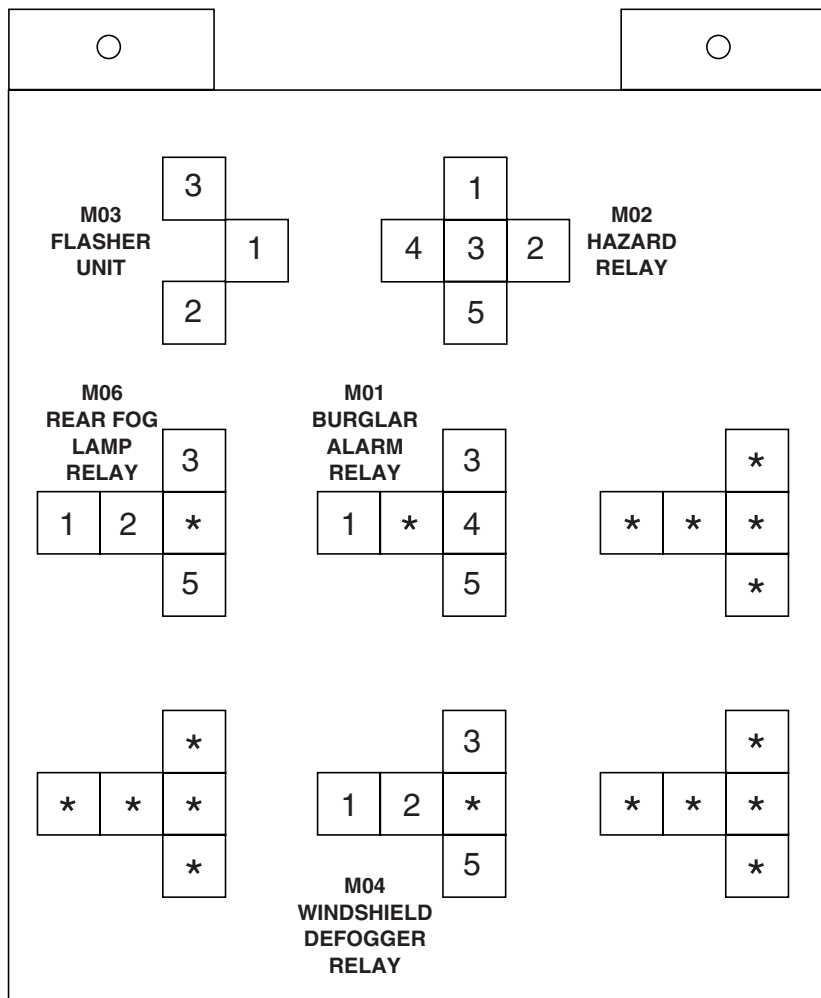 3
M03
FLASHER
UNIT
1
2
1
4 3 2
5
M02
HAZARD
RELAY
M06
REAR FOG
LAMP
RELAY
3
1 2 *
5
M01
BURGLAR
ALARM
RELAY
3
1 * 4
5
*
* * *
*
*
* * *
*
3
1 2 *
5
M04
WINDSHIELD
DEFOGGER
RELAY
*
* * *
*